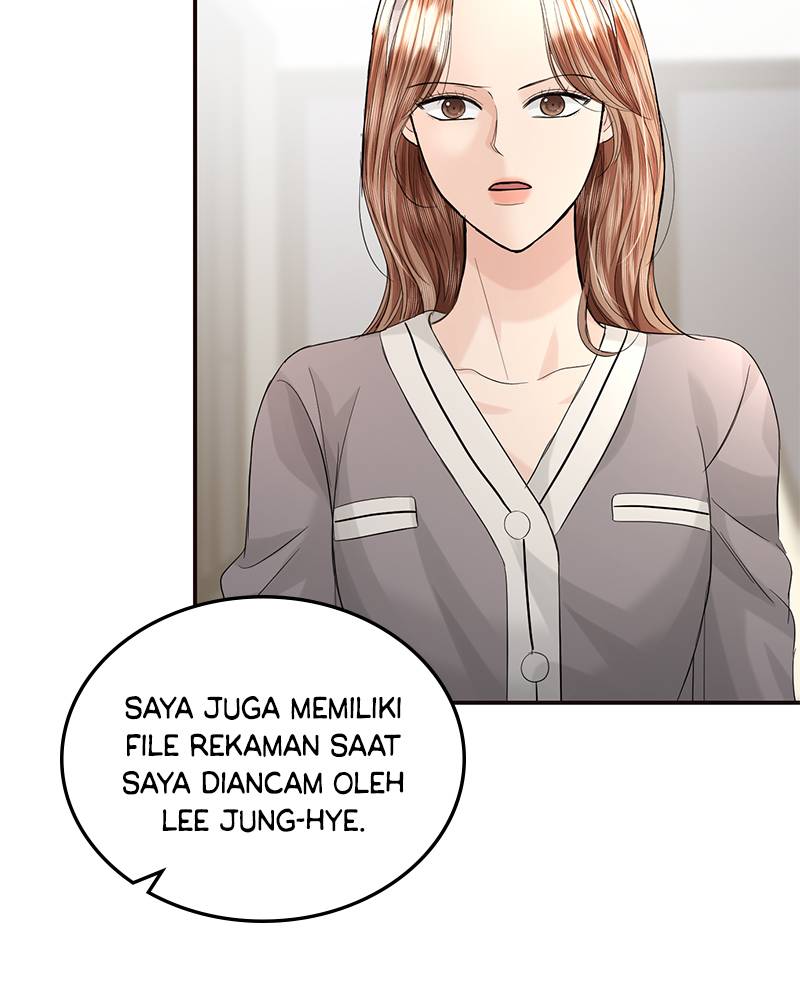 SAYA JUGA MEMILIKI
FILE REKAMAN SAAT
SAYA DIANCAM OLEH
LEE JUNG-HYE.